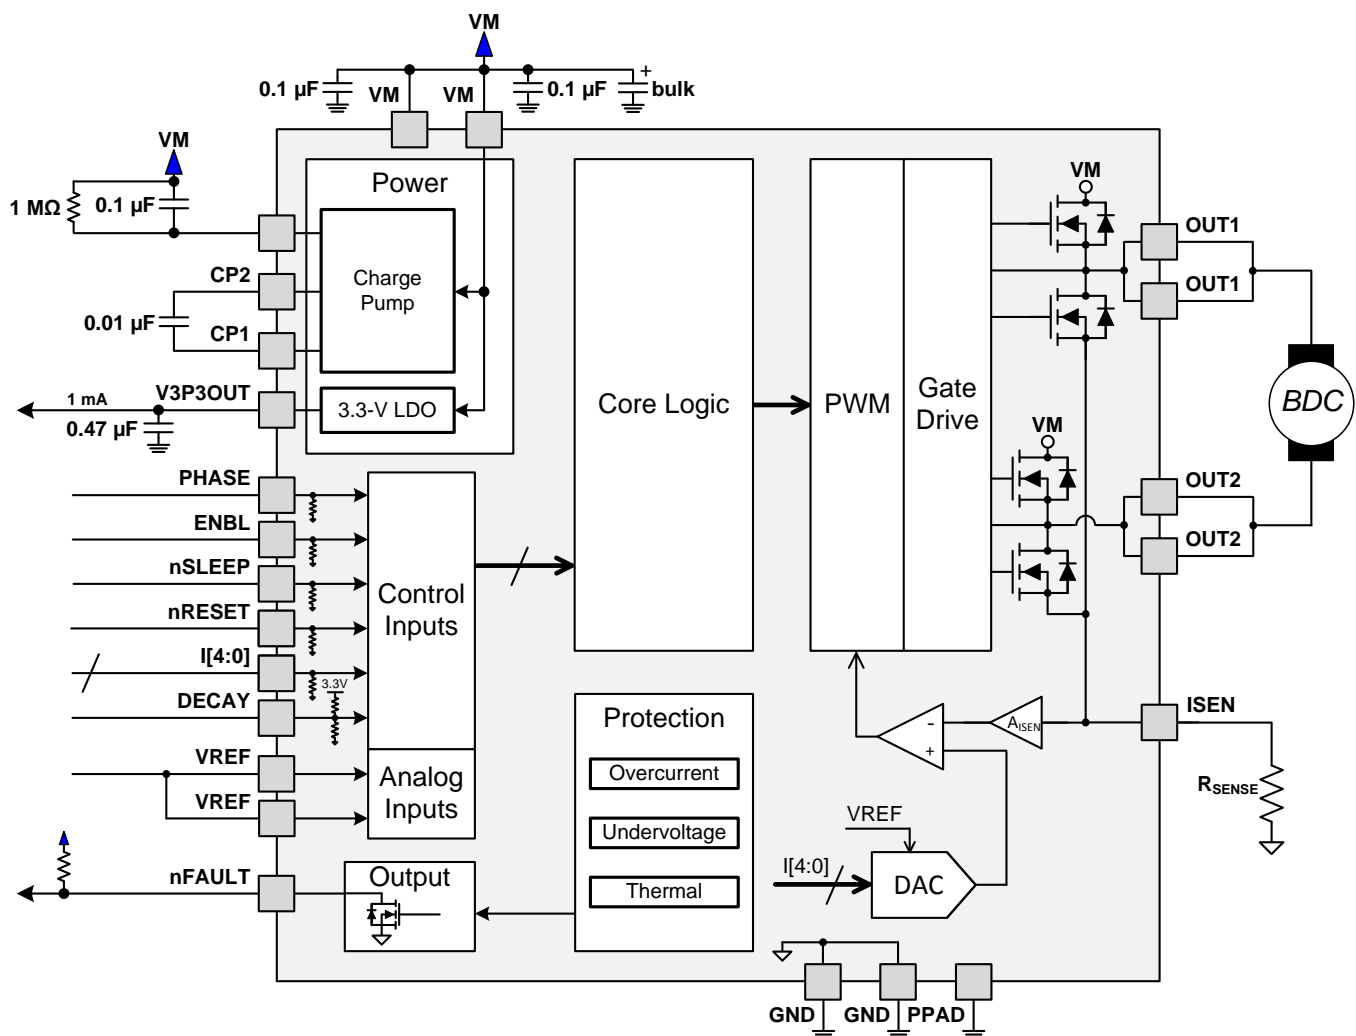 VM
0.1 µF
VM
VM
0.1 µF
+
bulk
VM
1 MΩ
0.1 µF
Power
Charge
Pump
CP2
0.01 µF
CP1
V3P3OUT
1 mA
0.47 µF
3.3-V LDO
PHASE
ENBL
nSLEEP
nRESET
I[4:0]
3.3V
DECAY
VREF
VREF
nFAULT
Control
Inputs
Analog
Inputs
Output
Core Logic
Protection
Overcurrent
Undervoltage
Thermal
PWM
Gate
Drive
VM
VM
OUT1
OUT1
BDC
OUT2
OUT2
ISEN
RSENSE
AISEN
-
+
VREF
I[4:0]
DAC
GND
GND
PPAD